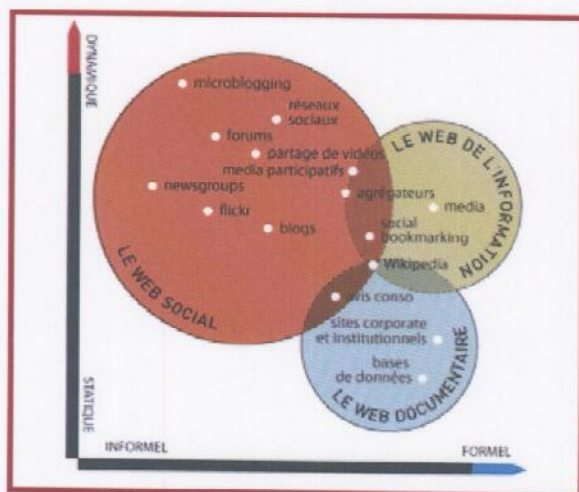 DYNAMIQUE
microblogging
réseaux
sociaux
forums
partage de vidéos
media participatifs
LE WEB DE L'INFORMATION
newsgroups
agrégateurs
media
flickr
social
bookmarking
blogs
Wikipedia
LE WEB SOCIAL
avis conso
sites corporate
et institutionnels
bases
de données
LE WEB DOCUMENTAIRE
STATIQUE
INFORMEL
FORMEL